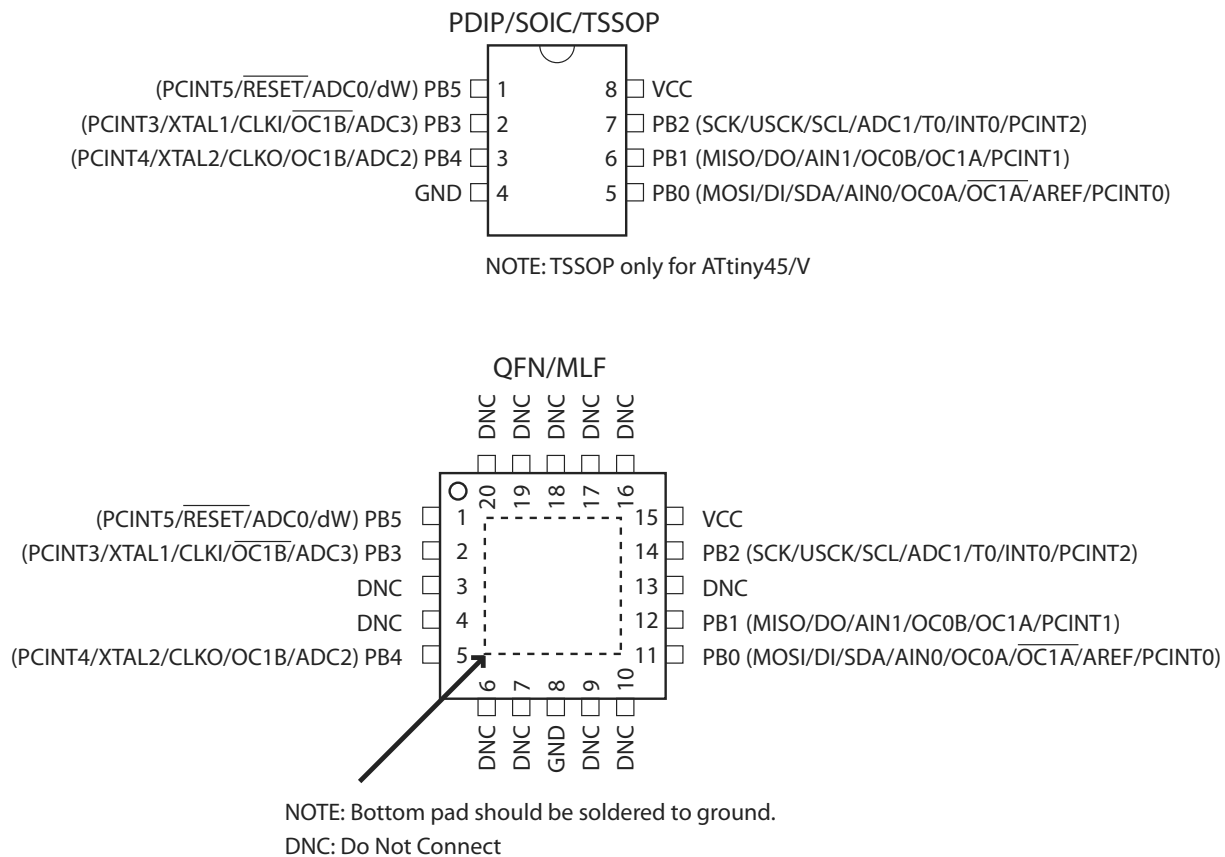 PDIP/SOIC/TSSOP
(PCINT5/RESET/ADC0/dW) PB5 1 8 VCC
(PCINT3/XTAL1/CLKI/OC1B/ADC3) PB3 2 7 PB2 (SCK/USCK/SCL/ADC1/T0/INT0/PCINT2)
(PCINT4/XTAL2/CLKO/OC1B/ADC2) PB4 3 6 PB1 (MISO/DO/AIN1/OC0B/OC1A/PCINT1)
GND 4 5 PB0 (MOSI/DI/SDA/AIN0/OC0A/OC1A/AREF/PCINT0)
NOTE: TSSOP only for ATtiny45/V
QFN/MLF
DNC DNC DNC DNC DNC
20 19 18 17 16
(PCINT5/RESET/ADC0/dW) PB5 1 15 VCC
(PCINT3/XTAL1/CLKI/OC1B/ADC3) PB3 2 14 PB2 (SCK/USCK/SCL/ADC1/T0/INT0/PCINT2)
DNC 3 13 DNC
DNC 4 12 PB1 (MISO/DO/AIN1/OC0B/OC1A/PCINT1)
(PCINT4/XTAL2/CLKO/OC1B/ADC2) PB4 5 11 PB0 (MOSI/DI/SDA/AIN0/OC0A/OC1A/AREF/PCINT0)
6 7 8 9 10
DNC DNC GND DNC DNC
NOTE: Bottom pad should be soldered to ground.
DNC: Do Not Connect